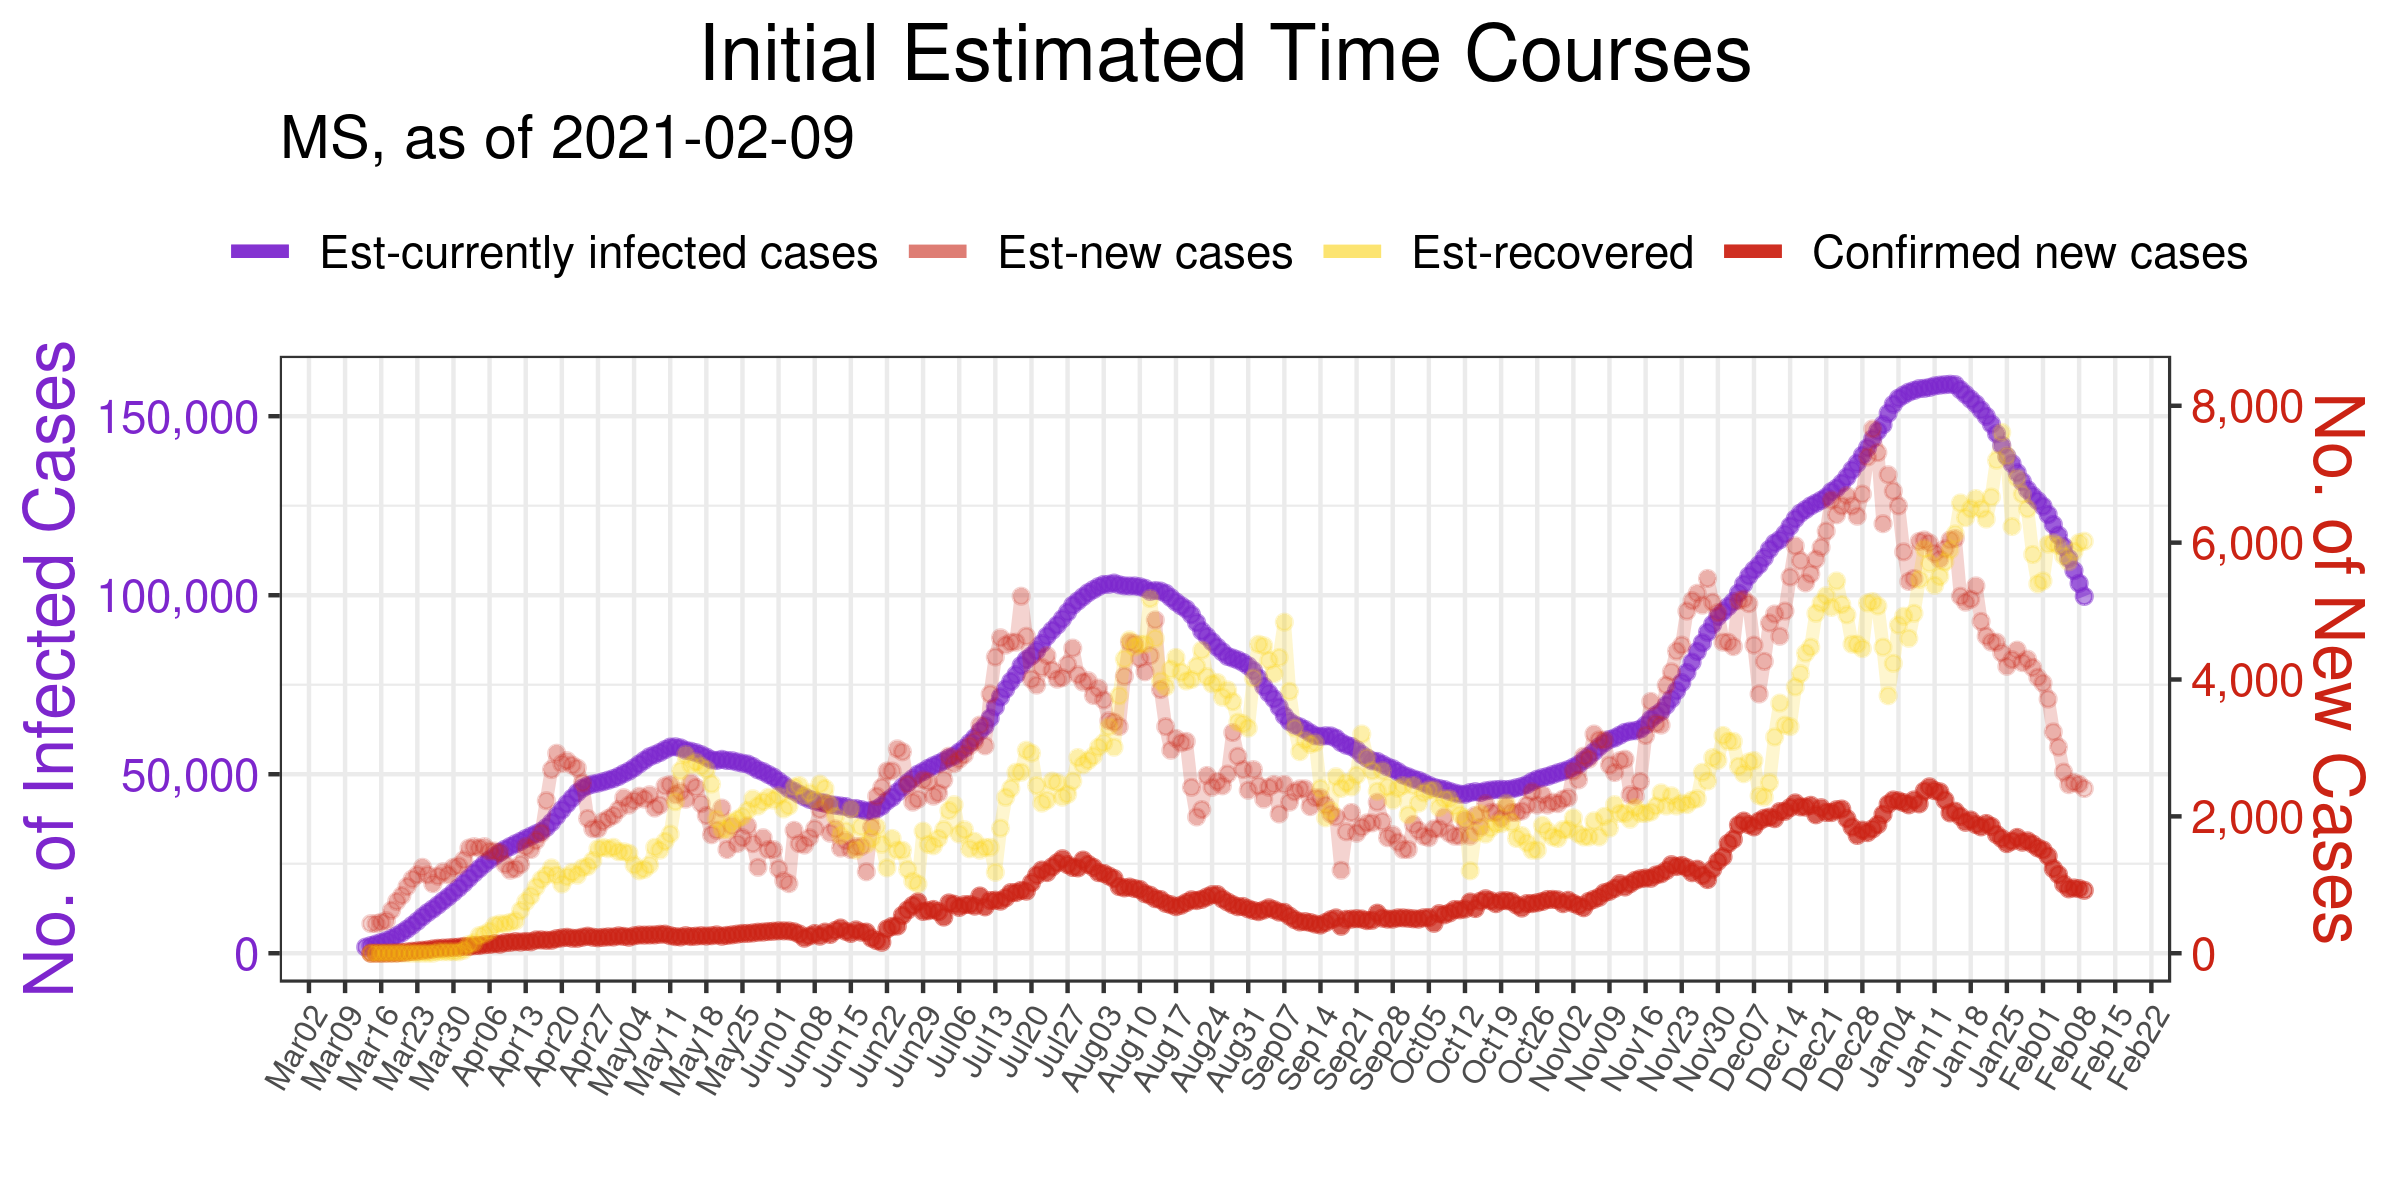 Initial Estimated Time Courses
MS, as of 2021-02-09
Est-currently infected cases Est-new cases Est-recovered Confirmed new cases
No. of Infected Cases
150,000
100,000
50,000
0
8,000
6,000
4,000
2,000
0
No. of New Cases
Mar02 Mar09 Mar16 Mar23 Mar30 Apr06 Apr13 Apr20 Apr27 May04 May11 May18 May25 Jun01 Jun08 Jun15 Jun22 Jun29 Jul06 Jul13 Jul20 Jul27 Aug03 Aug10 Aug17 Aug24 Aug31 Sep07 Sep14 Sep21 Sep28 Oct05 Oct12 Oct19 Oct26 Nov02 Nov09 Nov16 Nov23 Nov30 Dec07 Dec14 Dec21 Dec28 Jan04 Jan11 Jan18 Jan25 Feb01 Feb08 Feb15 Feb22